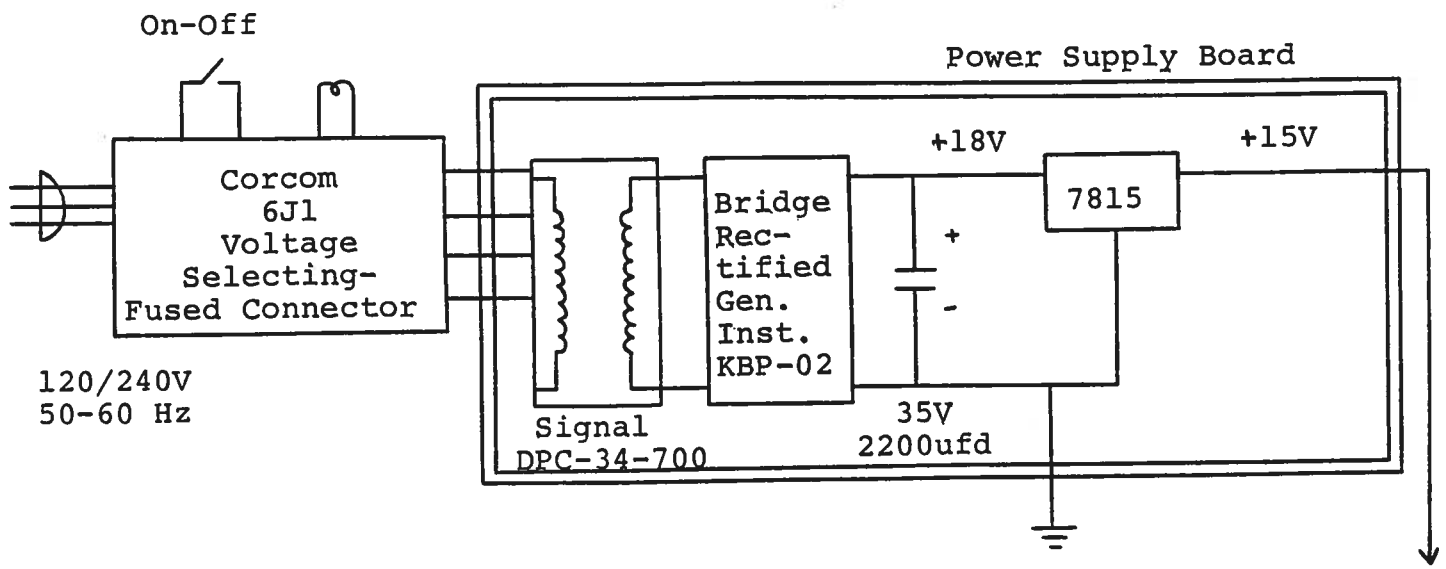 On-Off
Power Supply Board
Corcom
6J1
Voltage
Selecting-
Fused Connector
120/240V
50-60 Hz
Signal
DPC-34-700
Bridge
Rec-
tified
Gen.
Inst.
KBP-02
+18V
+
-
35V
2200ufd
7815
+15V